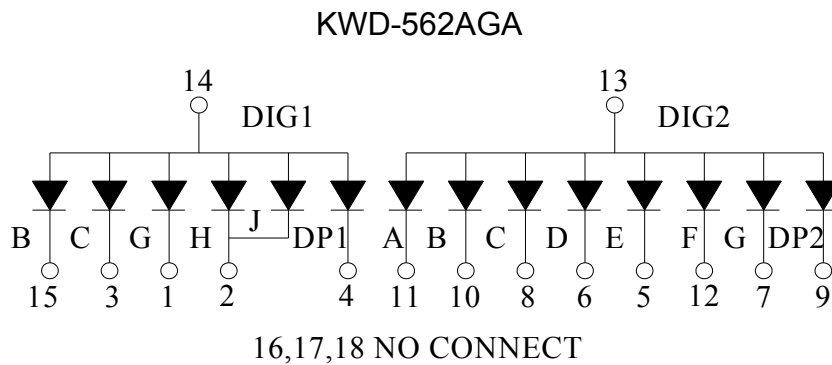 KWD-562AGA
14 13
DIG1 DIG2
B C G H J DP1 A B C D E F G DP2
15 3 1 2 4 11 10 8 6 5 12 7 9
16,17,18 NO CONNECT